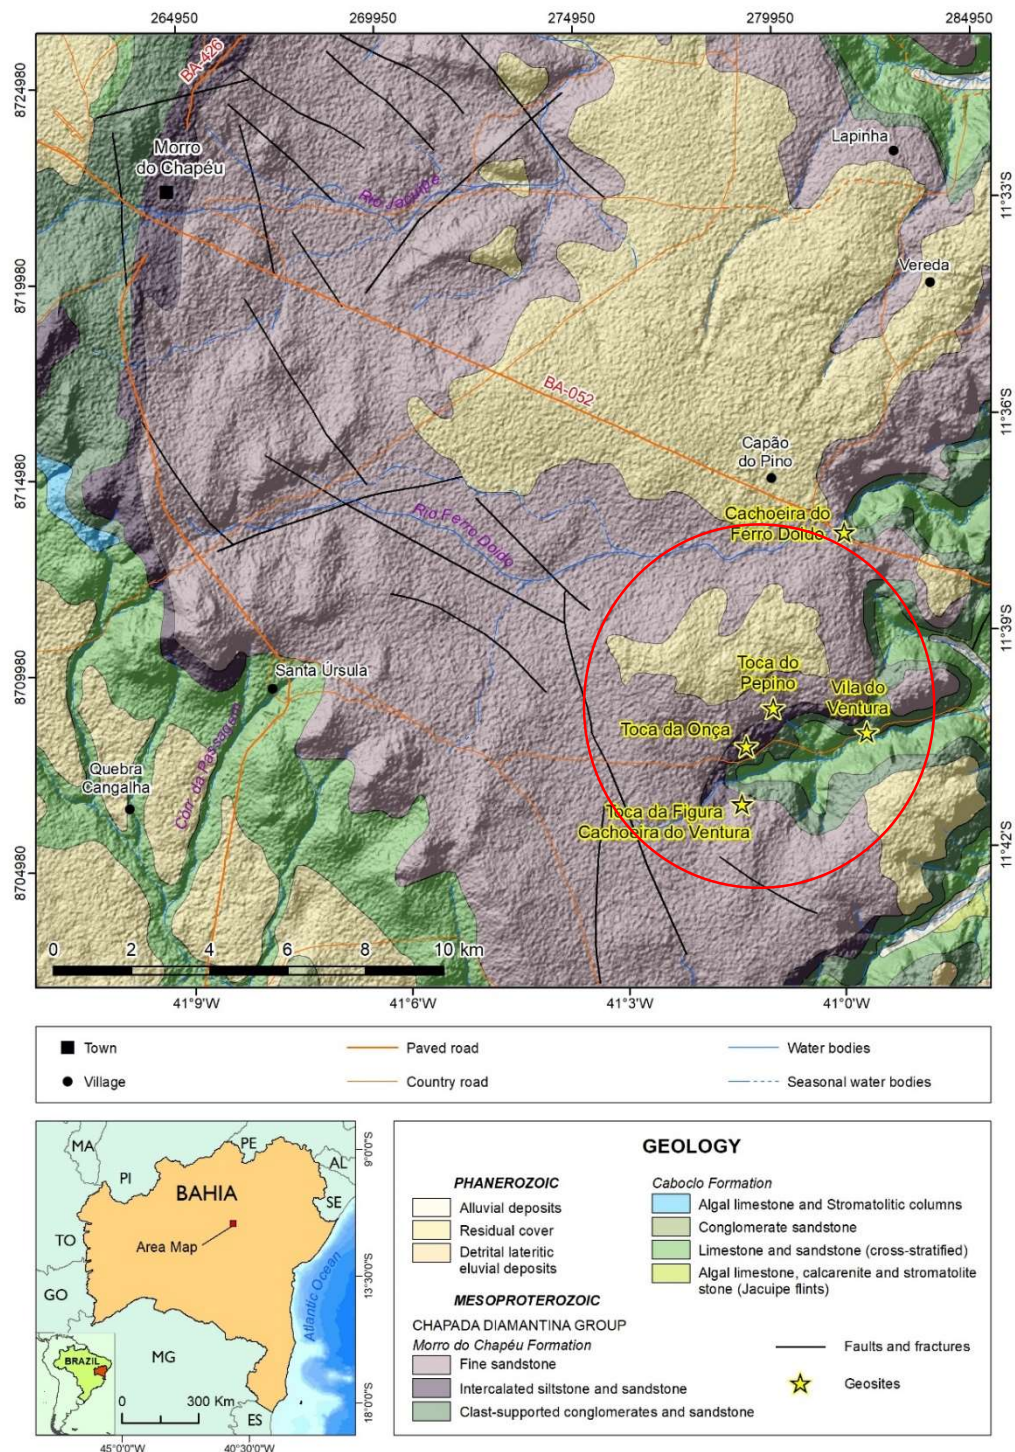 264950
269950
274950
279950
284950
8724980
8719980
8714980
8709980
8704980
11°33'S
11°36'S
11°39'S
11°42'S
BA-426
Morro
do Chapéu
Rio Jacuípe
Lapinha
Vereda
BA-052
Capão
do Pino
Cachoeira do
Ferro Doido
Rio Ferro Doido
Santa Úrsula
Toca do
Pepino
Vila do
Ventura
Toca da Onça
Quebra
Cangalha
Corr. da Passagem
Toca da Figura
Cachoeira do Ventura
0 2 4 6 8 10 km
41°9'W
41°6'W
41°3'W
41°0'W
Town
Paved road
Water bodies
Village
Country road
Seasonal water bodies
MA
PI
PE
AL
SE
BAHIA
TO
Area Map
GO
Atlantic Ocean
BRAZIL
MG
0 300 Km
ES
9°0'0"S
13°30'0"S
18°0'0"S
45°0'0"W
40°30'0"W
GEOLOGY
PHANEROZOIC
Alluvial deposits
Residual cover
Detrital lateritic
eluvial deposits
MESOPROTEROZOIC
CHAPADA DIAMANTINA GROUP
Morro do Chapéu Formation
Fine sandstone
Intercalated siltstone and sandstone
Clast-supported conglomerates and sandstone
Caboclo Formation
Algal limestone and Stromatolitic columns
Conglomerate sandstone
Limestone and sandstone (cross-stratified)
Algal limestone, calcarenite and stromatolite
stone (Jacuipe flints)
Faults and fractures
Geosites